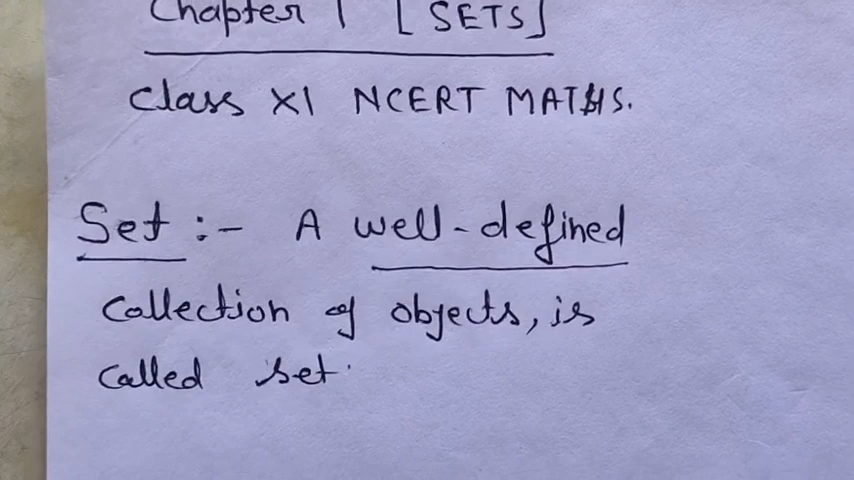 Chapter 1 [SETS]
Class XI NCERT MATHS.
Set :- A well-defined
collection of objects, is
called set.